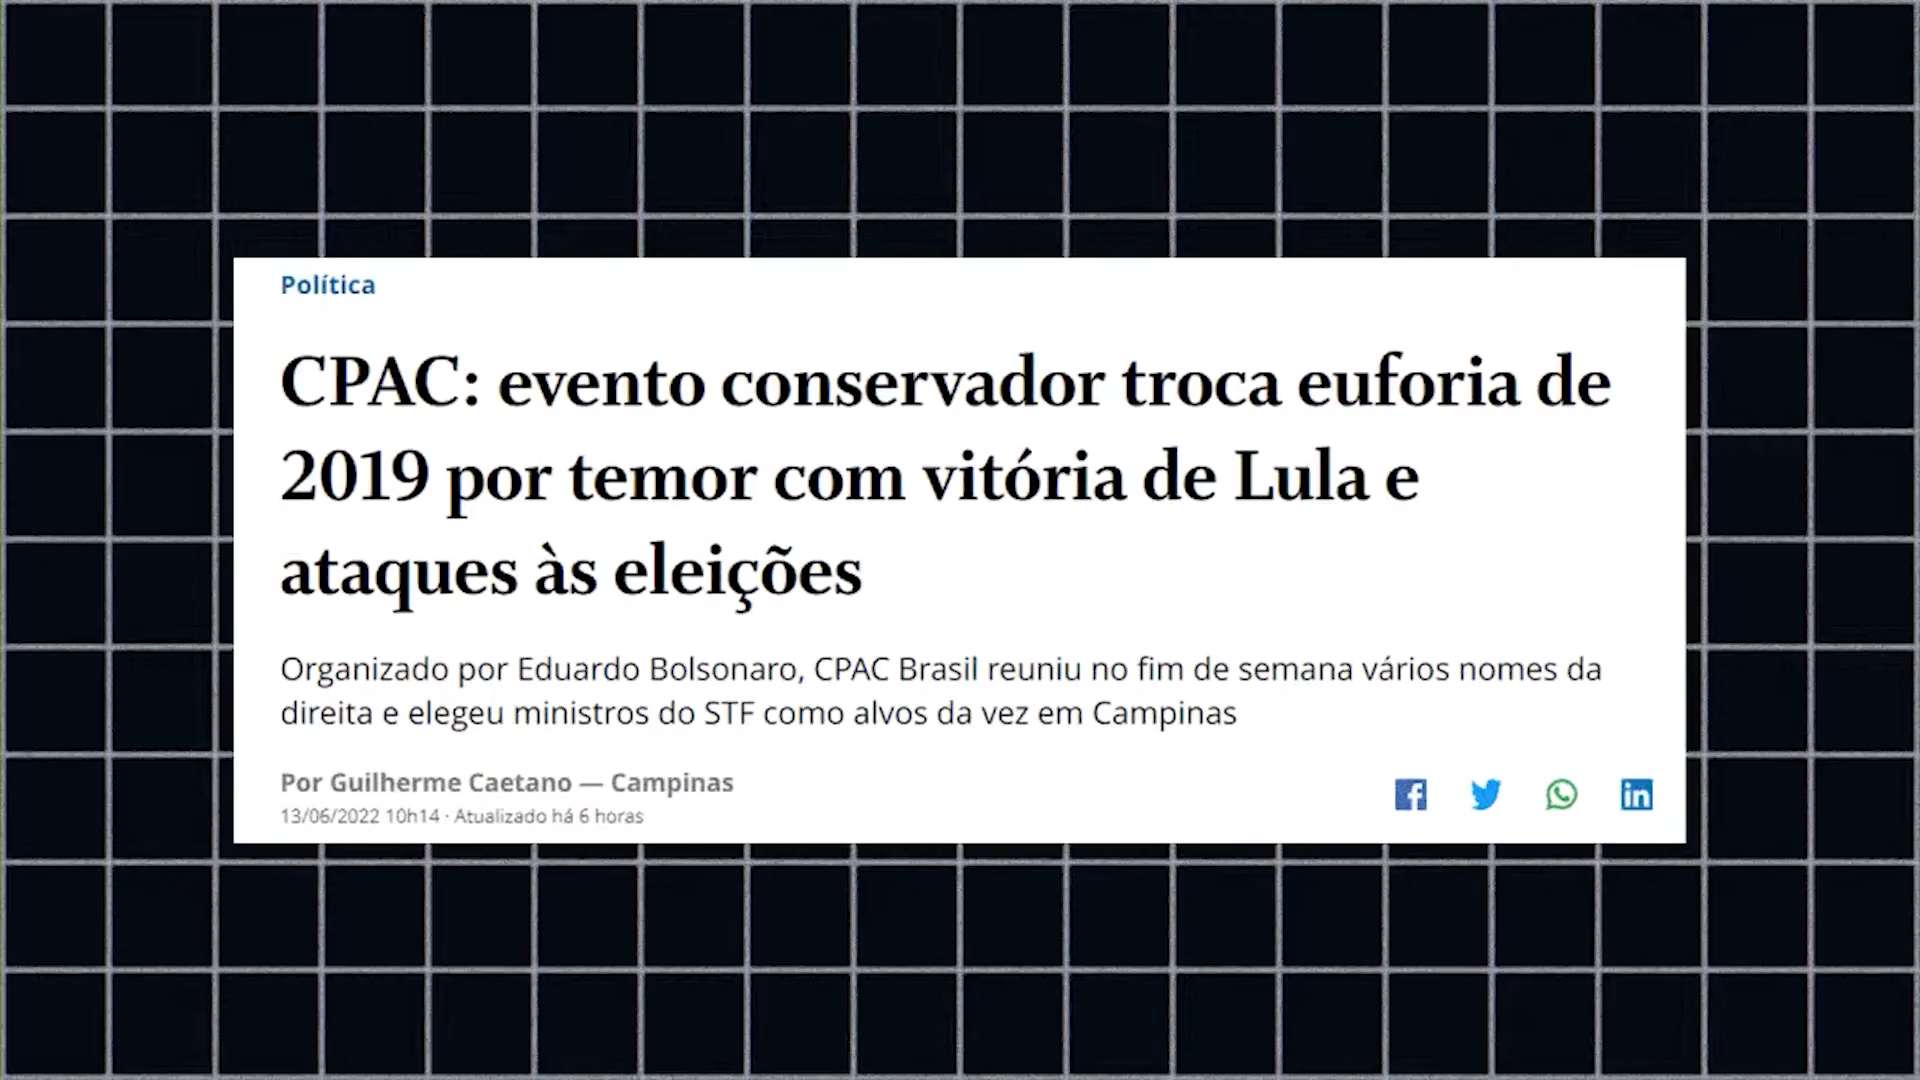 Política
CPAC: evento conservador troca euforia de
2019 por temor com vitória de Lula e
ataques às eleições
Organizado por Eduardo Bolsonaro, CPAC Brasil reuniu no fim de semana vários nomes da
direita e elegeu ministros do STF como alvos da vez em Campinas
Por Guilherme Caetano — Campinas
13/06/2022 10h14 · Atualizado há 6 horas